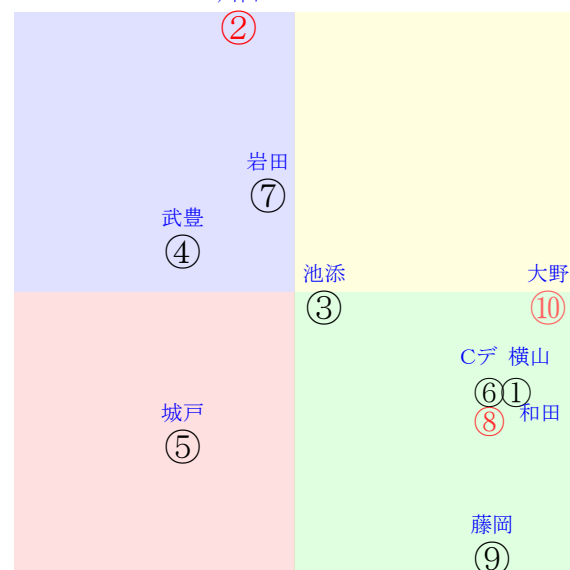 ②
岩田
⑦
武豊
④
池添
③
大野
⑩
Cデ 横山
⑥①
⑧ 和田
城戸
⑤
藤岡
⑨